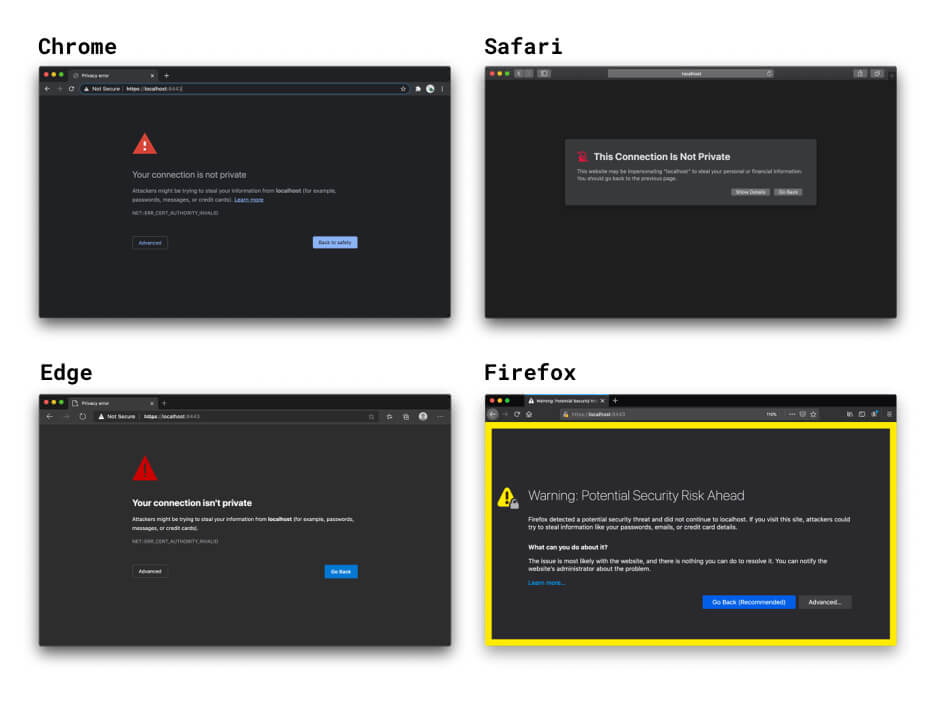 Chrome
Privacy error
Not Secure | https://localhost:8443
Your connection is not private
Attackers might be trying to steal your information from localhost (for example,
passwords, messages, or credit cards). Learn more
NET::ERR_CERT_AUTHORITY_INVALID
Advanced
Back to safety
Safari
localhost
This Connection Is Not Private
This website may be impersonating "localhost" to steal your personal or financial information.
You should go back to the previous page.
Show Details
Go Back
Edge
Privacy error
Not Secure | https://localhost:8443
Your connection isn't private
Attackers might be trying to steal your information from localhost (for example, passwords,
messages, or credit cards).
NET::ERR_CERT_AUTHORITY_INVALID
Advanced
Go Back
Firefox
Warning: Potential Security Ri
https://localhost:8443
110%
Warning: Potential Security Risk Ahead
Firefox detected a potential security threat and did not continue to localhost. If you visit this site, attackers could
try to steal information like your passwords, emails, or credit card details.
What can you do about it?
The issue is most likely with the website, and there is nothing you can do to resolve it. You can notify the
website's administrator about the problem.
Learn more...
Go Back (Recommended)
Advanced...